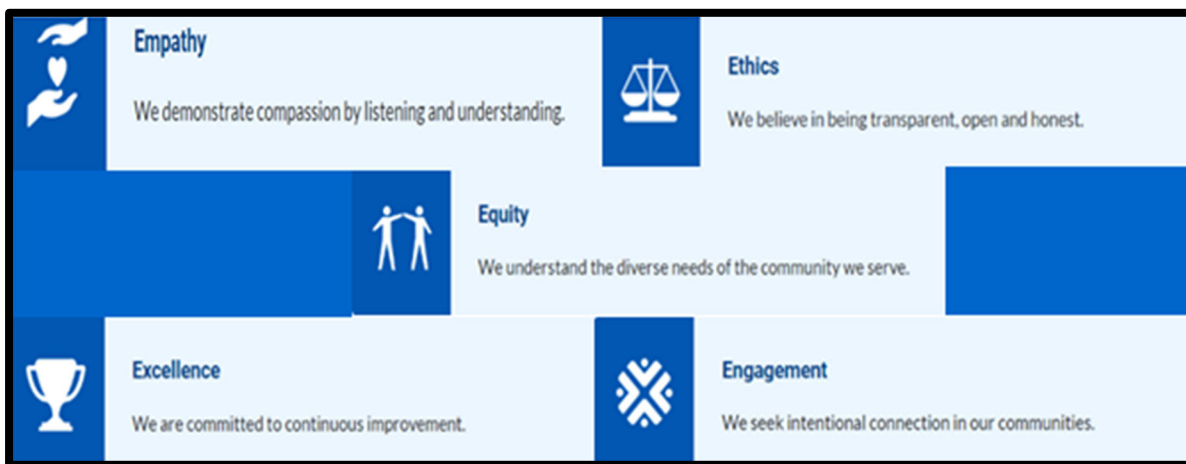 Empathy
We demonstrate compassion by listening and understanding.
Ethics
We believe in being transparent, open and honest.
Equity
We understand the diverse needs of the community we serve.
Excellence
We are committed to continuous improvement.
Engagement
We seek intentional connection in our communities.